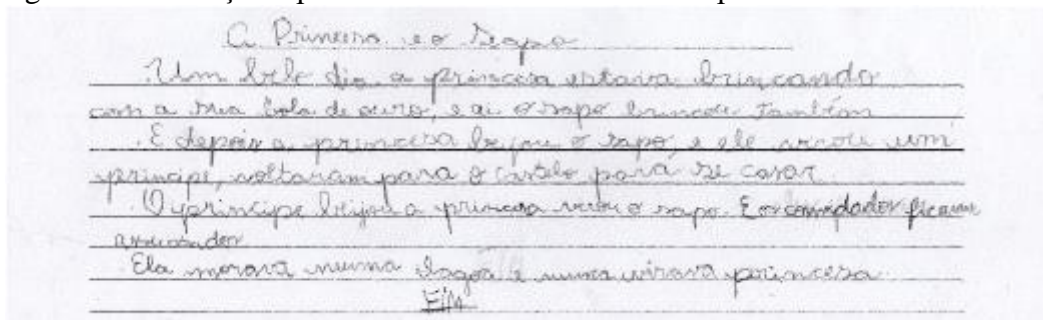 A Princesa e o Sapo
Um belo dia a princesa estava brincando
com a sua bola de ouro, e ai o sapo brincou também
E depois a princesa beijou o sapo, e ele virou um
príncipe, voltaram para o castelo para se casar.
O príncipe beijou a princesa virou o sapo. E os convidados ficaram
assustados
Ela morava numa lagoa e nunca virava princesa.
FIM